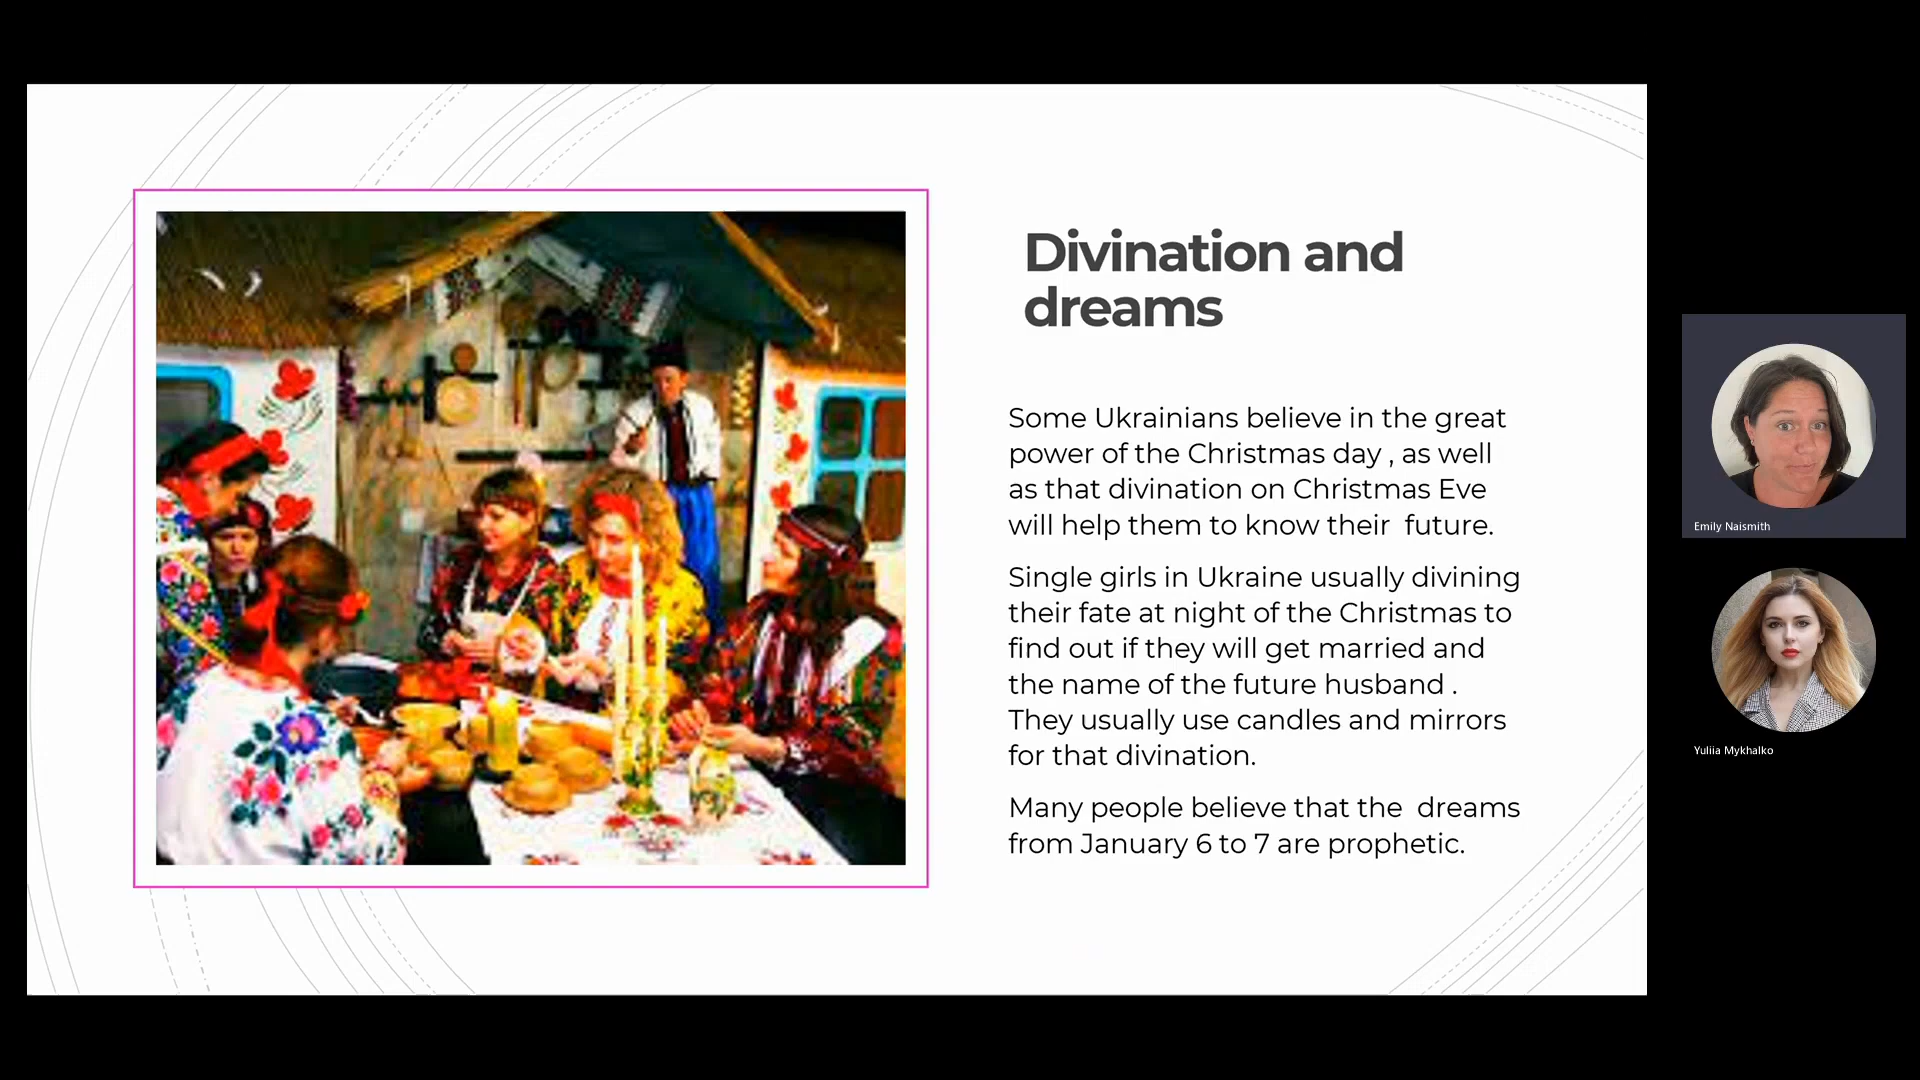 Divination and
dreams
Some Ukrainians believe in the great
power of the Christmas day , as well
as that divination on Christmas Eve
will help them to know their  future.
Single girls in Ukraine usually divining
their fate at night of the Christmas to
find out if they will get married and
the name of the future husband .
They usually use candles and mirrors
for that divination.
Many people believe that the  dreams
from January 6 to 7 are prophetic.
Emily Naismith
Yuliia Mykhalko